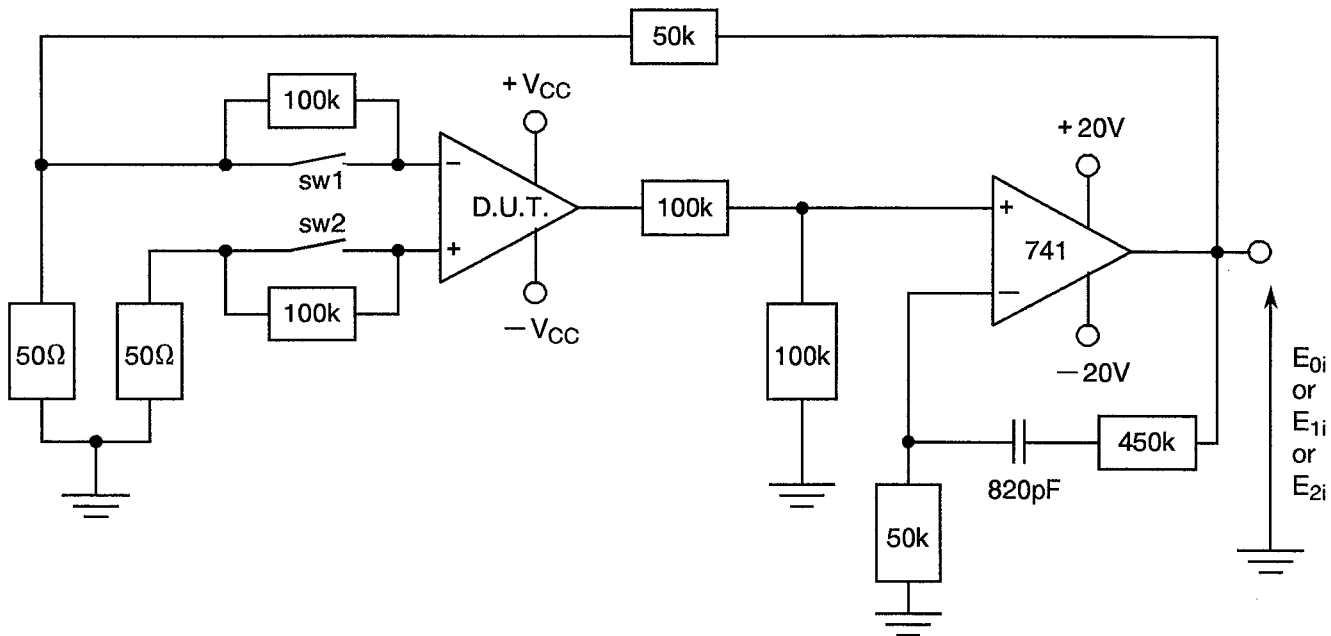 50k
100k
+VCC
+20V
sw1
D.U.T.
100k
sw2
741
100k
−VCC
50Ω
50Ω
100k
−20V
E0i
or
E1i
or
E2i
450k
820pF
50k
−
+
+
−